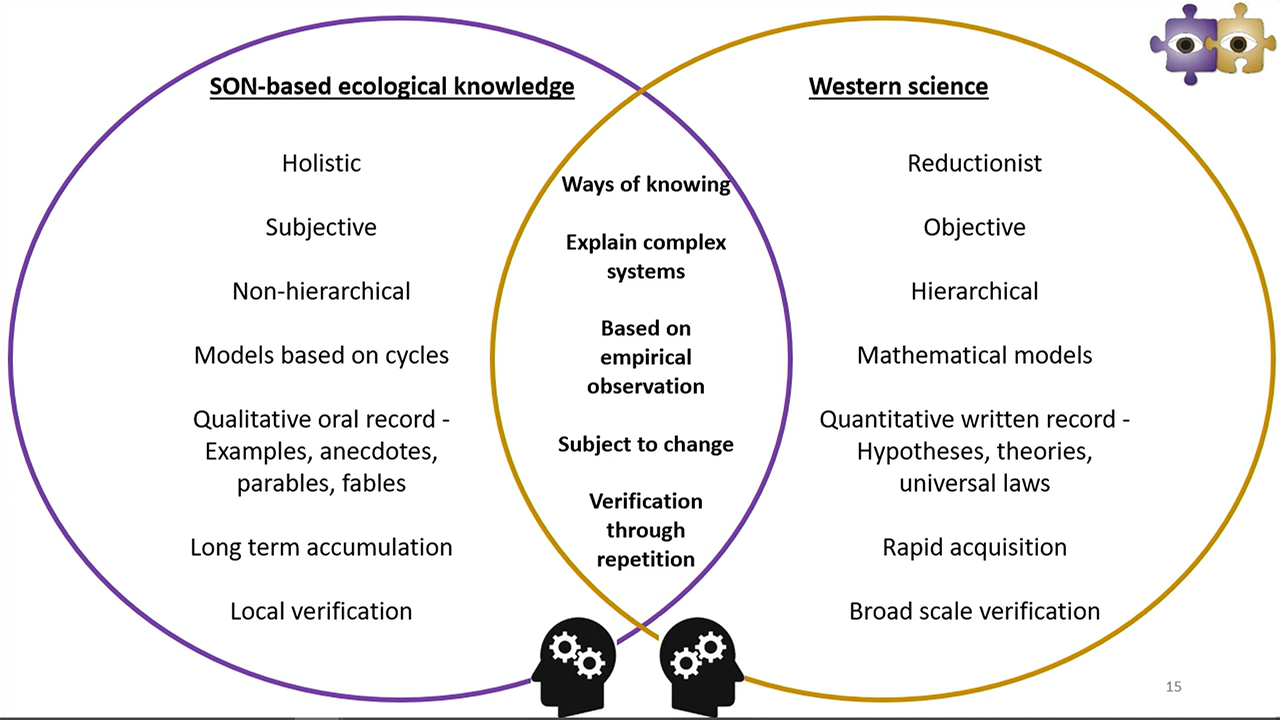 SON-based ecological knowledge
Holistic
Subjective
Non-hierarchical
Models based on cycles
Qualitative oral record -
Examples, anecdotes,
parables, fables
Long term accumulation
Local verification
Ways of knowing
Explain complex
systems
Based on
empirical
observation
Subject to change
Verification
through
repetition
Western science
Reductionist
Objective
Hierarchical
Mathematical models
Quantitative written record -
Hypotheses, theories,
universal laws
Rapid acquisition
Broad scale verification
15